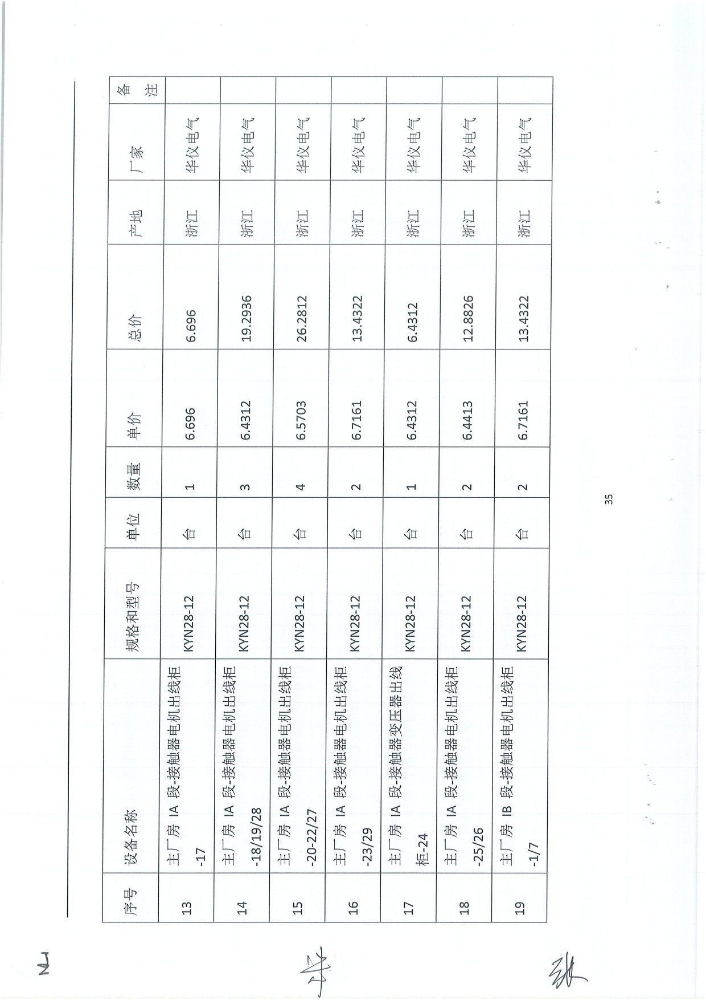 序号 设备名称 规格和型号 单位 数量 单价 总价 产地 厂家 备注
13 主厂房 IA 段-接触器电机出线柜 KYN28-12 台 1 6.696 6.696 浙江 华仪电气
-17
14 主厂房 IA 段-接触器电机出线柜 KYN28-12 台 3 6.4312 19.2936 浙江 华仪电气
-18/19/28
15 主厂房 IA 段-接触器电机出线柜 KYN28-12 台 4 6.5703 26.2812 浙江 华仪电气
-20-22/27
16 主厂房 IA 段-接触器电机出线柜 KYN28-12 台 2 6.7161 13.4322 浙江 华仪电气
-23/29
17 主厂房 IA 段-接触器变压器出线 KYN28-12 台 1 6.4312 6.4312 浙江 华仪电气
柜-24
18 主厂房 IA 段-接触器电机出线柜 KYN28-12 台 2 6.4413 12.8826 浙江 华仪电气
-25/26
19 主厂房 IB 段-接触器电机出线柜 KYN28-12 台 2 6.7161 13.4322 浙江 华仪电气
-1/7
35